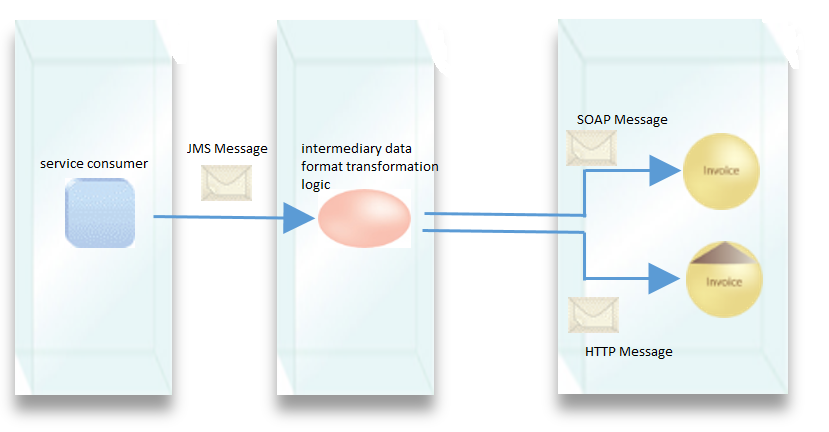 service consumer
JMS Message
intermediary data
format transformation
logic
SOAP Message
Invoice
Invoice
HTTP Message